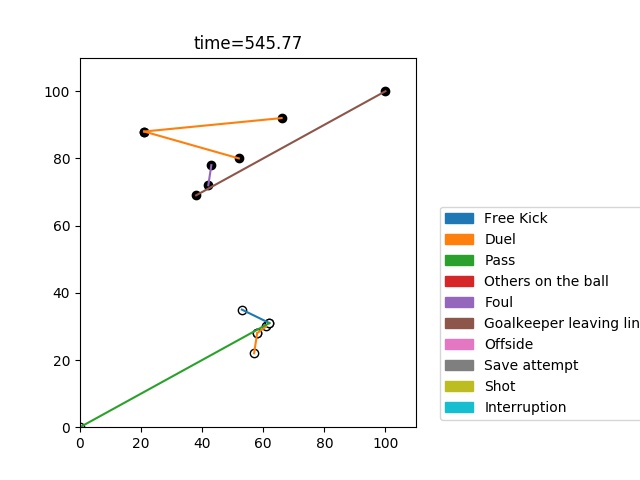 time=545.77
100
80
60
40
20
0
0 20 40 60 80 100
Free Kick
Duel
Pass
Others on the ball
Foul
Goalkeeper leaving lin
Offside
Save attempt
Shot
Interruption